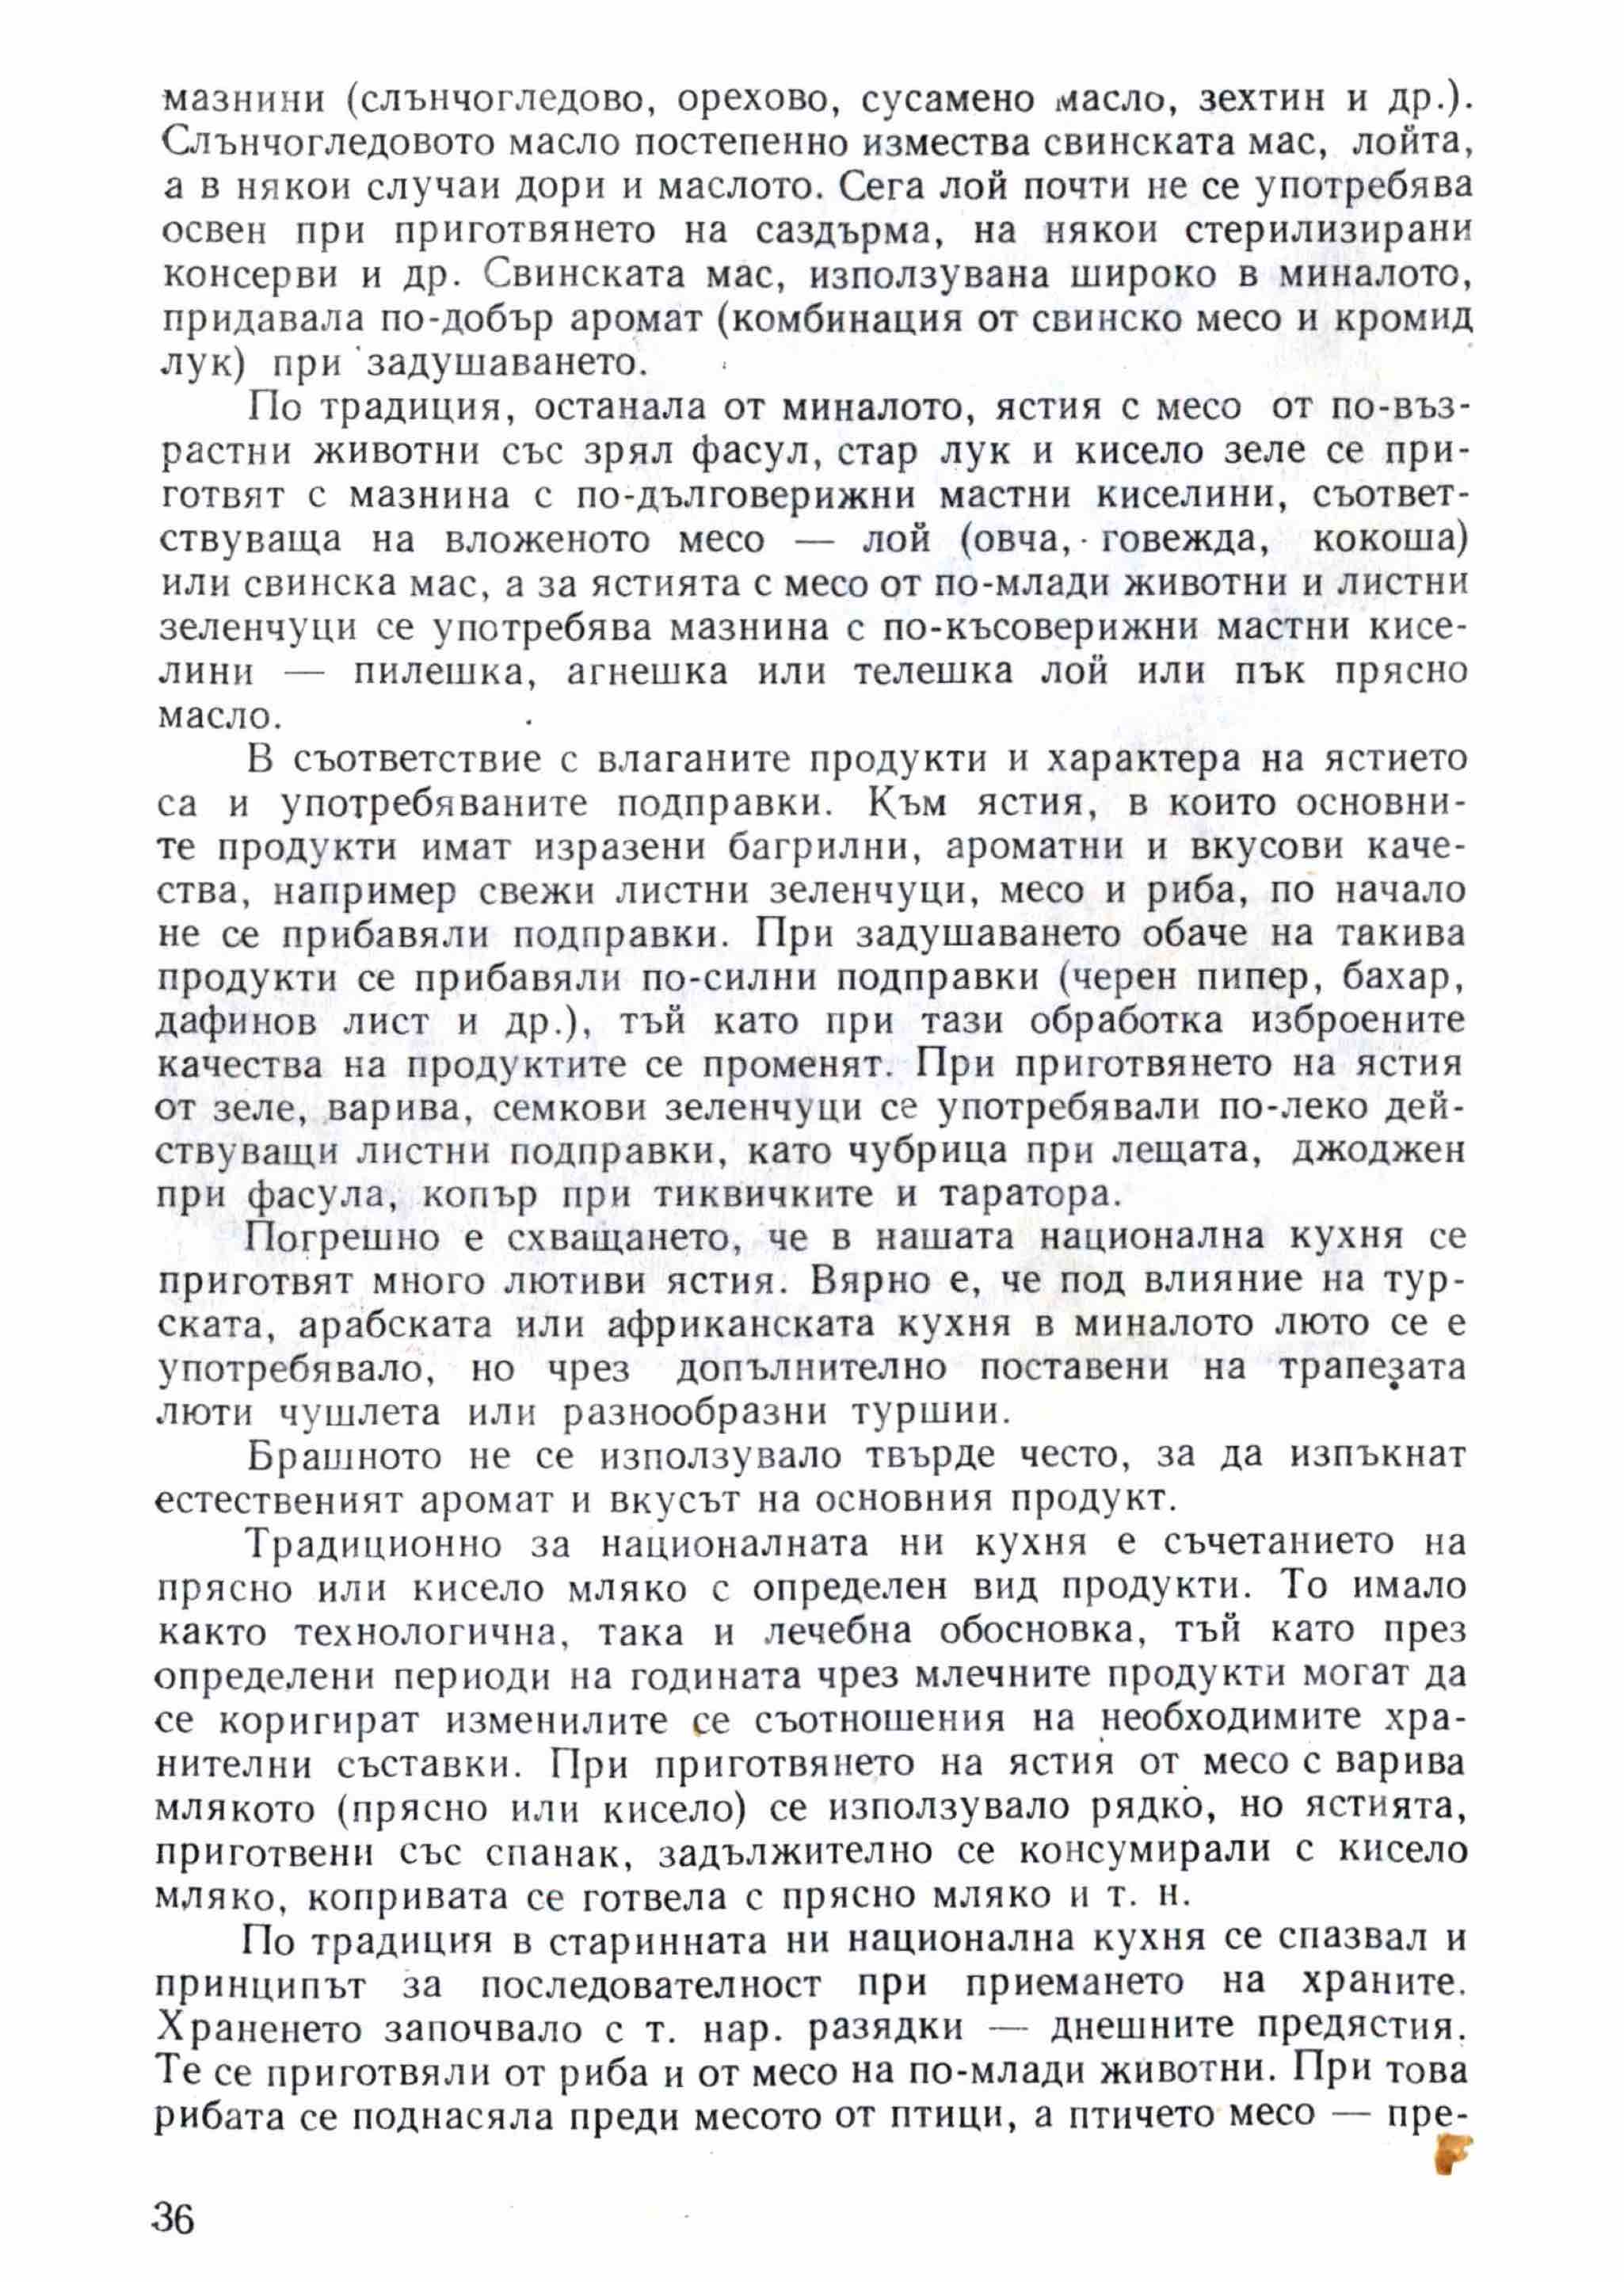 мазнини (слънчогледово, орехово, сусамено масло, зехтин и др.).
Слънчогледовото масло постепенно измества свинската мас, лойта,
а в някои случаи дори и маслото. Сега лой почти не се употребява
освен при приготвянето на саздърма, на някои стерилизирани
консерви и др. Свинската мас, използувана широко в миналото,
придавала по-добър аромат (комбинация от свинско месо и кромид
лук) при задушаването.
По традиция, останала от миналото, ястия с месо от по-въз-
растни животни със зрял фасул, стар лук и кисело зеле се при-
готвят с мазнина с по-дълговерижни мастни киселини, съответ-
ствуваща на вложеното месо — лой (овча, говежда, кокоша)
или свинска мас, а за ястията с месо от по-млади животни и листни
зеленчуци се употребява мазнина с по-късоверижни мастни кисе-
лини — пилешка, агнешка или телешка лой или пък прясно
масло.
В съответствие с влаганите продукти и характера на ястието
са и употребяваните подправки. Към ястия, в които основни-
те продукти имат изразени багрилни, ароматни и вкусови каче-
ства, например свежи листни зеленчуци, месо и риба, по начало
не се прибавяли подправки. При задушаването обаче на такива
продукти се прибавяли по-силни подправки (черен пипер, бахар,
дафинов лист и др.), тъй като при тази обработка изброените
качества на продуктите се променят. При приготвянето на ястия
от зеле, варива, семкови зеленчуци се употребявали по-леко дей-
ствуващи листни подправки, като чубрица при лещата, джоджен
при фасула, копър при тиквичките и таратора.
Погрешно е схващането, че в нашата национална кухня се
приготвят много лютиви ястия. Вярно е, че под влияние на тур-
ската, арабската или африканската кухня в миналото люто се е
употребявало, но чрез допълнително поставени на трапезата
люти чушлета или разнообразни туршии.
Брашното не се използувало твърде често, за да изпъкнат
естественият аромат и вкусът на основния продукт.
Традиционно за националната ни кухня е съчетанието на
прясно или кисело мляко с определен вид продукти. То имало
както технологична, така и лечебна обосновка, тъй като през
определени периоди на годината чрез млечните продукти могат да
се коригират изменилите се съотношения на необходимите хра-
нителни съставки. При приготвянето на ястия от месо с варива
млякото (прясно или кисело) се използувало рядко, но ястията,
приготвени със спанак, задължително се консумирали с кисело
мляко, копривата се готвела с прясно мляко и т. н.
По традиция в старинната ни национална кухня се спазвал и
принципът за последователност при приемането на храните.
Храненето започвало с т. нар. разядки — днешните предястия.
Те се приготвяли от риба и от месо на по-млади животни. При това
рибата се поднасяла преди месото от птици, а птичето месо — пре-
36